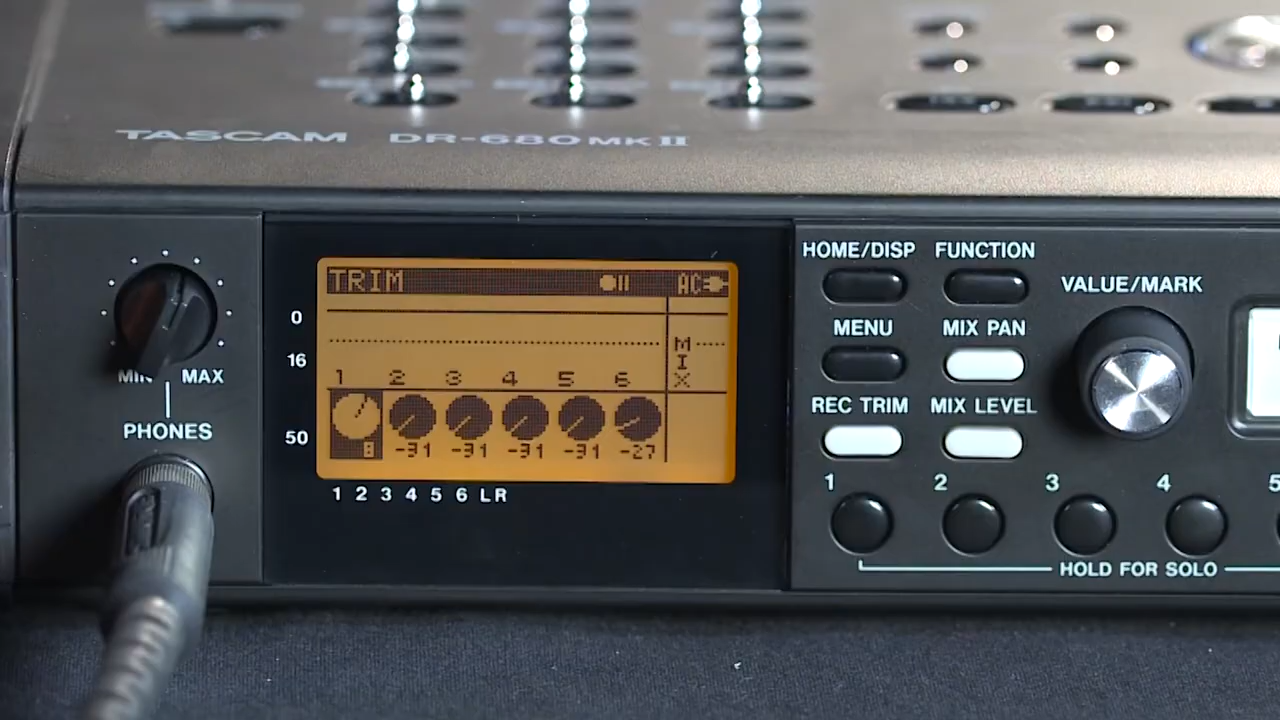 TASCAM DR-680MKII
HOME/DISP FUNCTION
TRIM AC
VALUE/MARK
0
MENU MIX PAN
MIX
16
MIN MAX
1 2 3 4 5 6
REC TRIM MIX LEVEL
PHONES
50
8 -31 -31 -31 -31 -27
1 2 3 4 5 6 L R
1 2 3 4 5
HOLD FOR SOLO